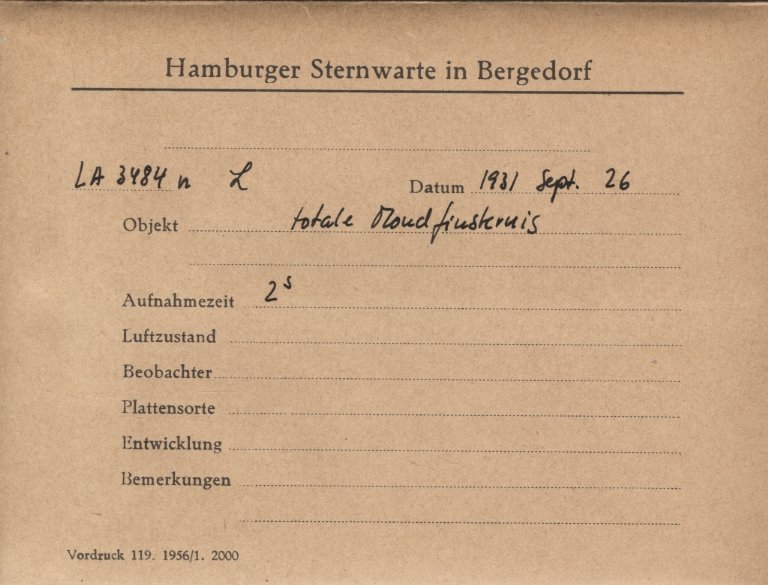 Hamburger Sternwarte in Bergedorf
LA 3484 n L Datum 1931 Sept. 26
Objekt totale Mondfinsternis
Aufnahmezeit 2s
Luftzustand
Beobachter
Plattensorte
Entwicklung
Bemerkungen
Vordruck 119. 1956/1. 2000